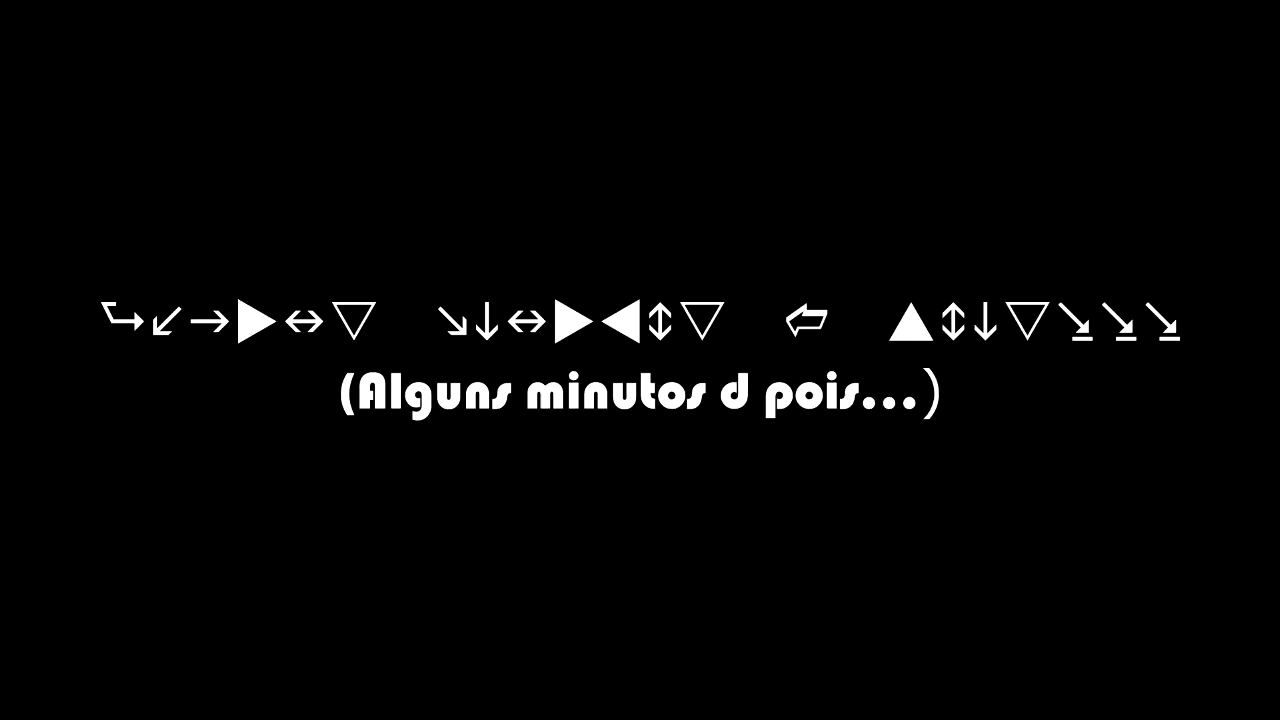 ⮡↙→▶↔▽ ↘↓↔▶◀↕▽ ⇦ ▲↕↓▽⇲⇲⇲
(Alguns minutos d pois...)